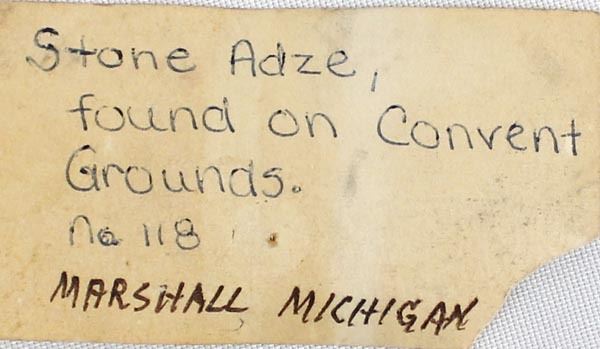 Stone Adze,
found on Convent
Grounds.
No 118
MARSHALL MICHIGAN